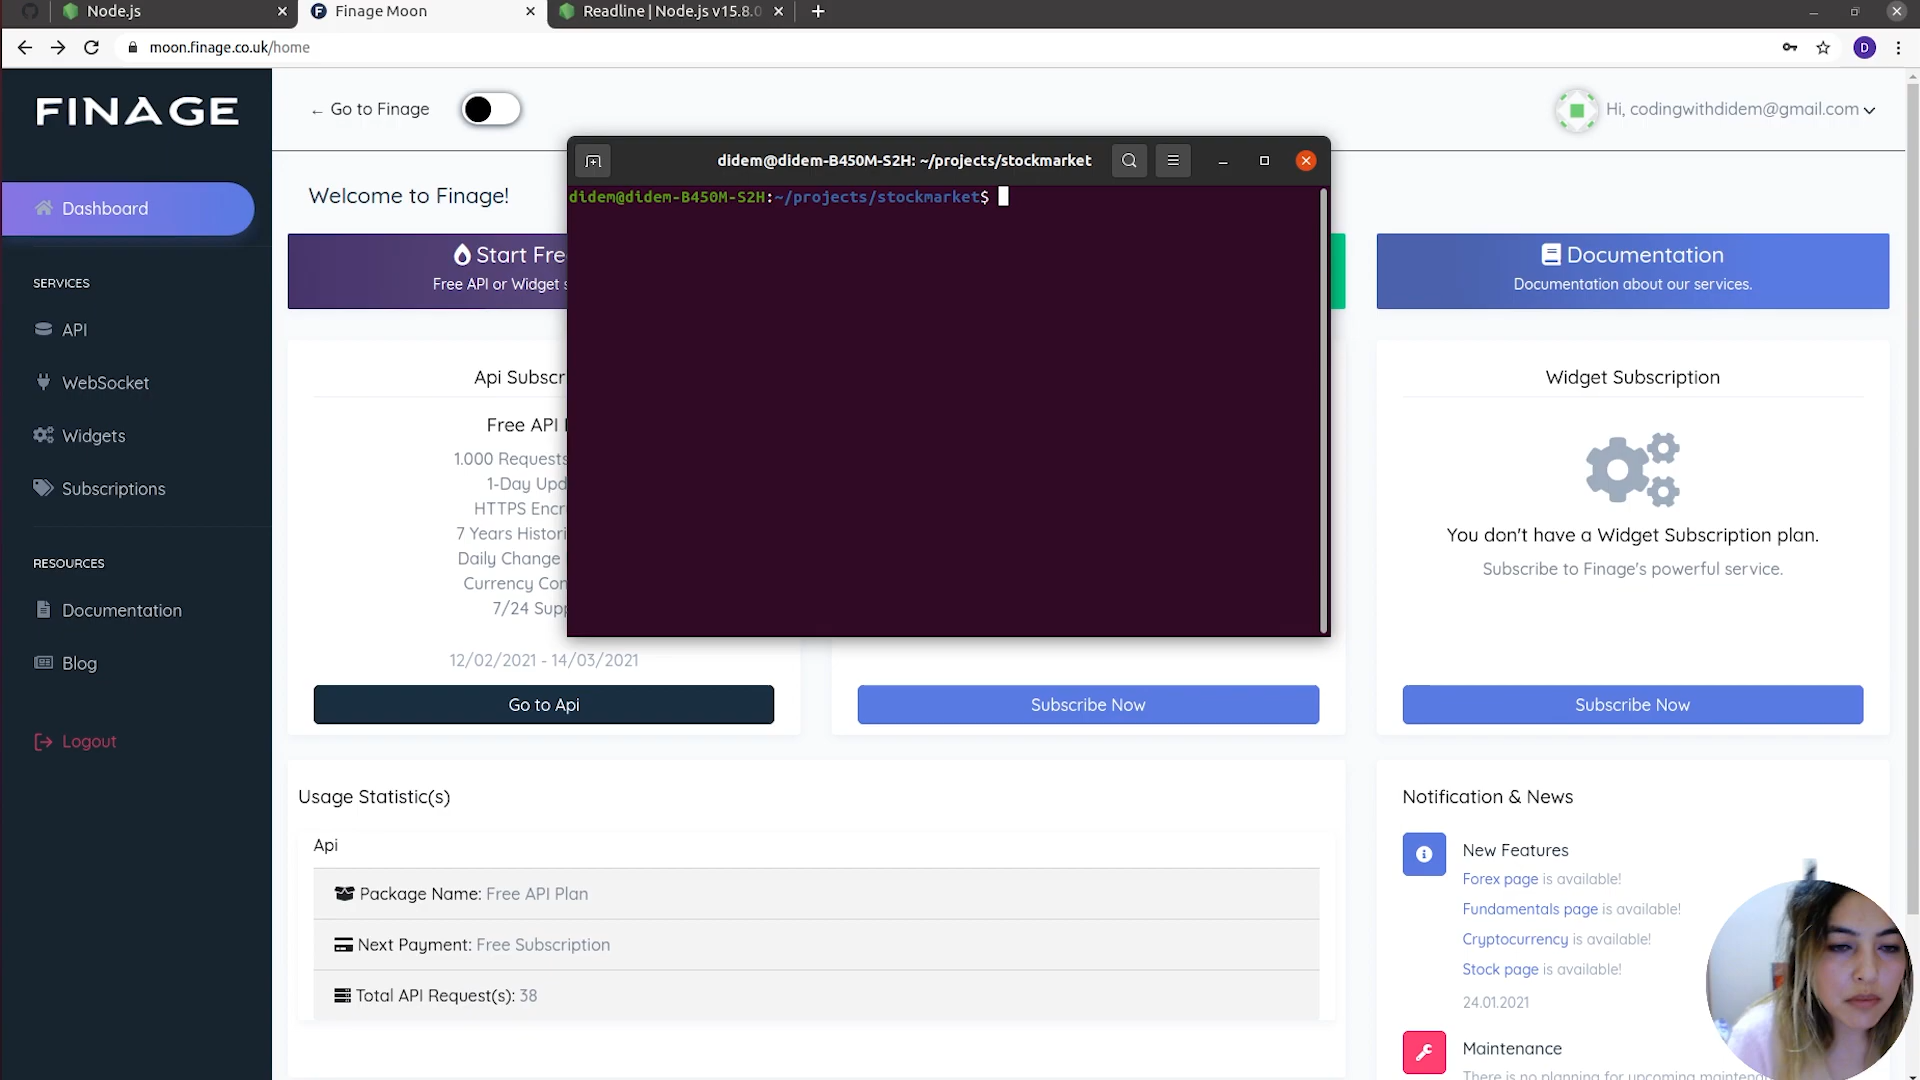 Node.js
Finage Moon
Readline | Node.js v15.8.0
moon.finage.co.uk/home
D
FINAGE
← Go to Finage
Hi, codingwithdidem@gmail.com
didem@didem-B450M-S2H: ~/projects/stockmarket
didem@didem-B450M-S2H:~/projects/stockmarket$
Dashboard
SERVICES
API
WebSocket
Widgets
Subscriptions
RESOURCES
Documentation
Blog
Logout
Welcome to Finage!
Start Fre
Free API or Widget s
Documentation
Documentation about our services.
Api Subscr
Free API
1.000 Requests
1-Day Upd
HTTPS Encr
7 Years Histori
Daily Change
Currency Con
7/24 Supp
12/02/2021 - 14/03/2021
Go to Api
Subscribe Now
Widget Subscription
You don't have a Widget Subscription plan.
Subscribe to Finage's powerful service.
Subscribe Now
Usage Statistic(s)
Api
Package Name: Free API Plan
Next Payment: Free Subscription
Total API Request(s): 38
Notification & News
New Features
Forex page is available!
Fundamentals page is available!
Cryptocurrency is available!
Stock page is available!
24.01.2021
Maintenance
There is no planning for upcoming maintena